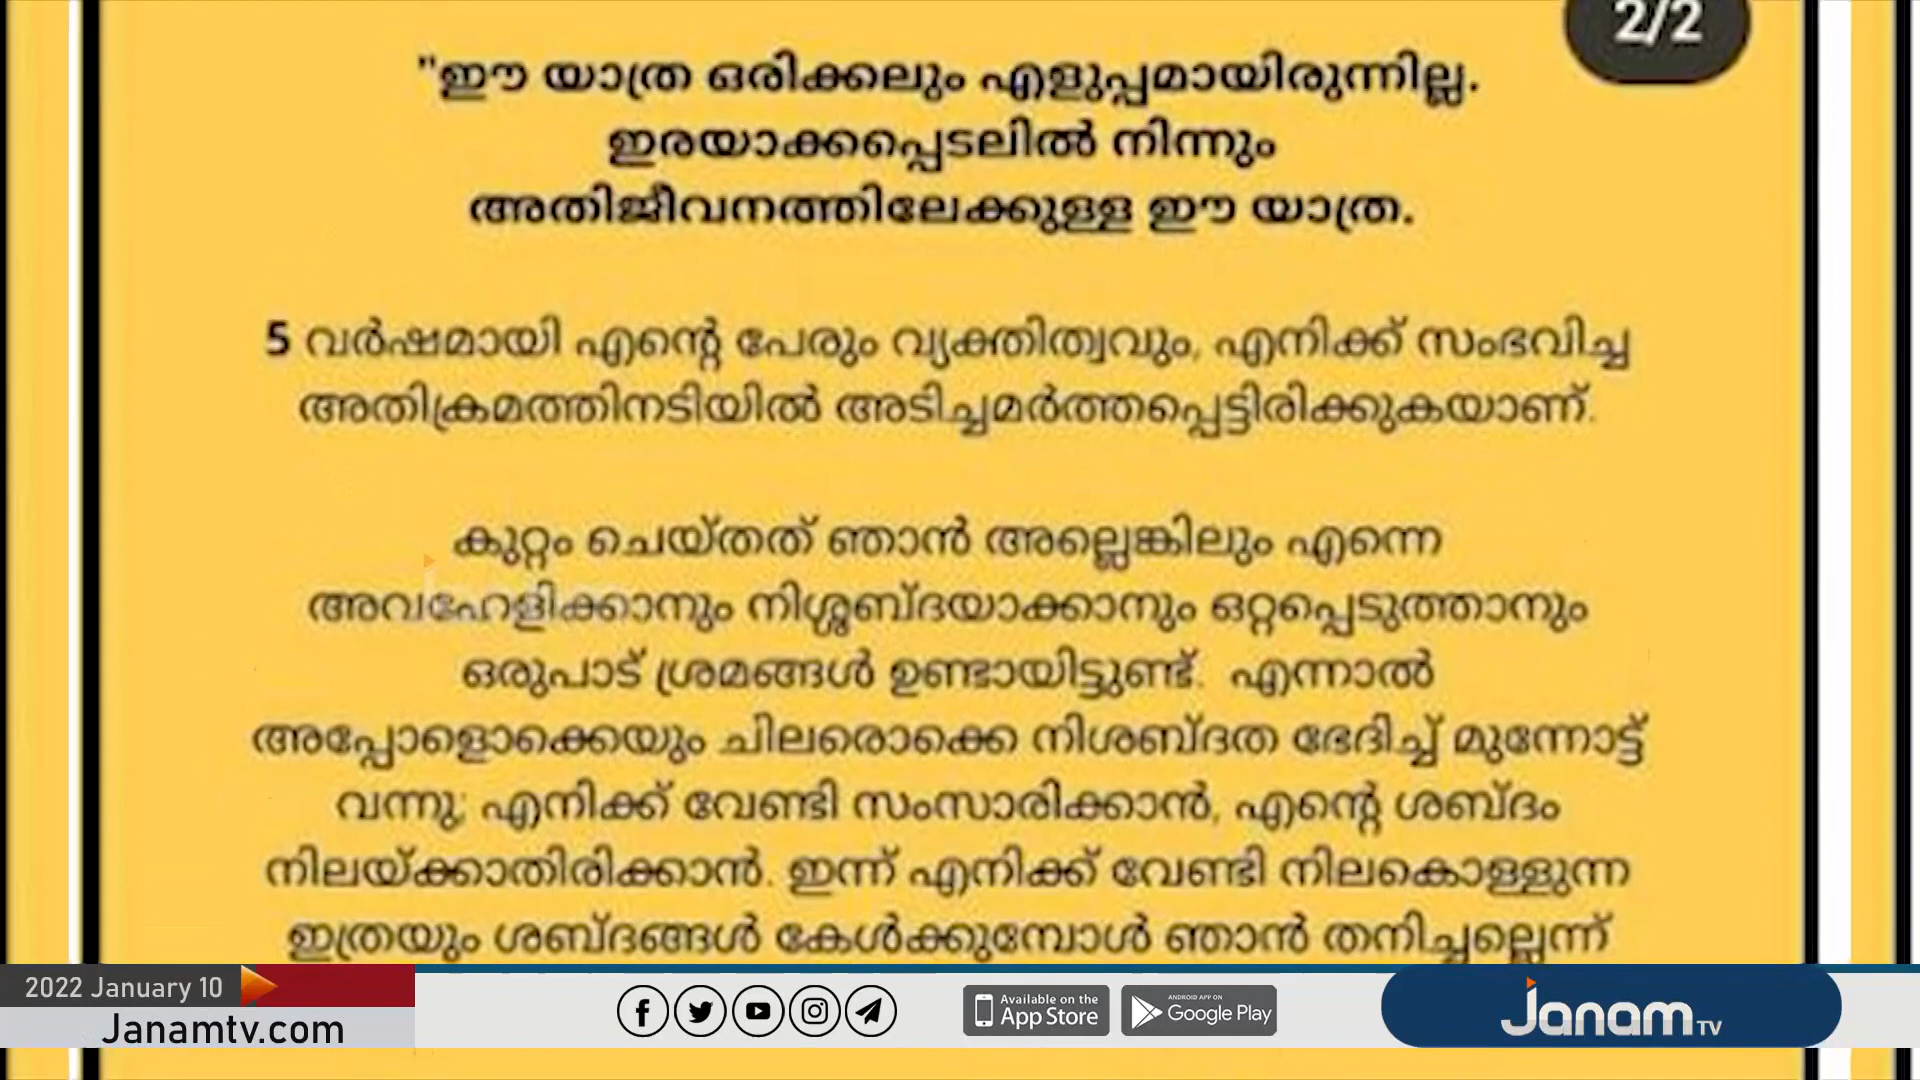 2/2
"ഈ യാത്ര ഒരിക്കലും എളുപ്പമായിരുന്നില്ല.
ഇരയാക്കപ്പെടലിൽ നിന്നും
അതിജീവനത്തിലേക്കുള്ള ഈ യാത്ര.
5 വർഷമായി എന്റെ പേരും വ്യക്തിത്വവും, എനിക്ക് സംഭവിച്ച
അതിക്രമത്തിനടിയിൽ അടിച്ചമർത്തപ്പെട്ടിരിക്കുകയാണ്.
കുറ്റം ചെയ്തത് ഞാൻ അല്ലെങ്കിലും എന്നെ
അവഹേളിക്കാനും നിശ്ശബ്ദയാക്കാനും ഒറ്റപ്പെടുത്താനും
ഒരുപാട് ശ്രമങ്ങൾ ഉണ്ടായിട്ടുണ്ട്. എന്നാൽ
അപ്പോളൊക്കെയും ചിലരൊക്കെ നിശബ്ദത ഭേദിച്ച് മുന്നോട്ട്
വന്നു; എനിക്ക് വേണ്ടി സംസാരിക്കാൻ, എന്റെ ശബ്ദം
നിലയ്ക്കാതിരിക്കാൻ. ഇന്ന് എനിക്ക് വേണ്ടി നിലകൊള്ളുന്ന
ഇത്രയും ശബ്ദങ്ങൾ കേൾക്കുമ്പോൾ ഞാൻ തനിച്ചല്ലെന്ന്
2022 January 10
Janamtv.com
Available on the
App Store
ANDROID APP ON
Google Play
Janam TV